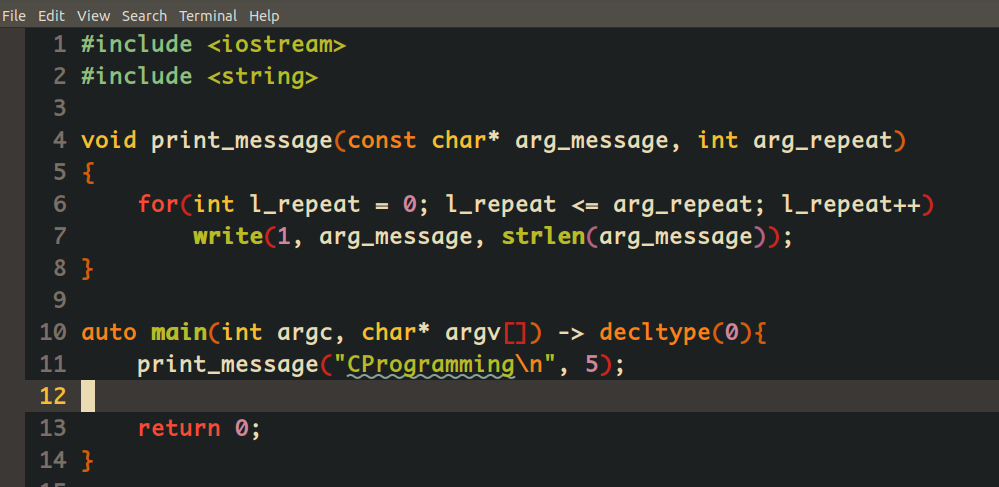 File Edit View Search Terminal Help
1 #include <iostream>
2 #include <string>
3
4 void print_message(const char* arg_message, int arg_repeat)
5 {
6     for(int l_repeat = 0; l_repeat <= arg_repeat; l_repeat++)
7         write(1, arg_message, strlen(arg_message));
8 }
9
10 auto main(int argc, char* argv[]) -> decltype(0){
11     print_message("CProgramming\n", 5);
12
13     return 0;
14 }
15